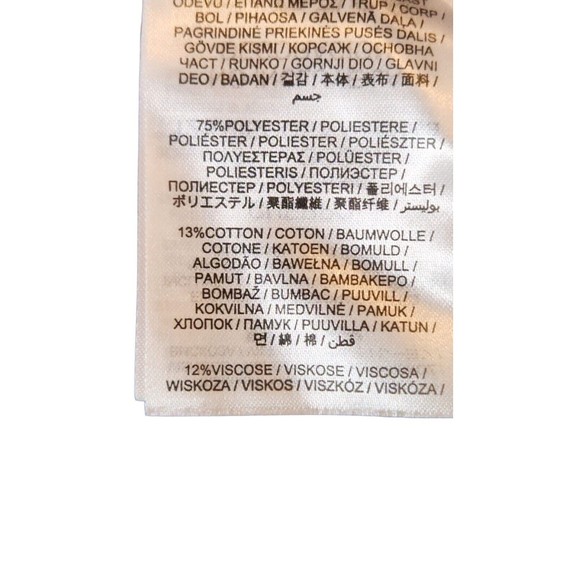 ODĚVU / ΕΠΑΝΩ ΜΕΡΟΣ / TRUP / CORP /
BOL / PIHAOSA / GALVENĀ DAĻA /
PAGRINDINĖ PRIEKINĖS PUSĖS DALIS /
GÖVDE KISMI / КОРСАЖ / ОСНОВНА
ЧАСТ / RUNKO / GORNJI DIO / GLAVNI
DEO / BADAN / 겉감 / 本体 / 表布 / 面料 /
جسم
75%POLYESTER / POLIESTERE /
POLIÉSTER / POLIESTER / POLIÉSZTER /
ΠΟΛΥΕΣΤΕΡΑΣ / POLÜESTER /
POLIESTERIS / ПОЛИЭСТЕР /
ПОЛИЕСТЕР / POLYESTERI / 폴리에스터 /
ポリエステル / 聚酯纖維 / 聚酯纤维 / بوليستر
13%COTTON / COTON / BAUMWOLLE /
COTONE / KATOEN / BOMULD /
ALGODÃO / BAWEŁNA / BOMULL /
PAMUT / BAVLNA / ΒΑΜΒΑΚΕΡΟ /
BOMBAŽ / BUMBAC / PUUVILL /
KOKVILNA / MEDVILNĖ / PAMUK /
ХЛОПОК / ПАМУК / PUUVILLA / KATUN /
면 / 綿 / 棉 / قطن
12%VISCOSE / VISKOSE / VISCOSA /
WISKOZA / VISKOS / VISZKÓZ / VISKÓZA /